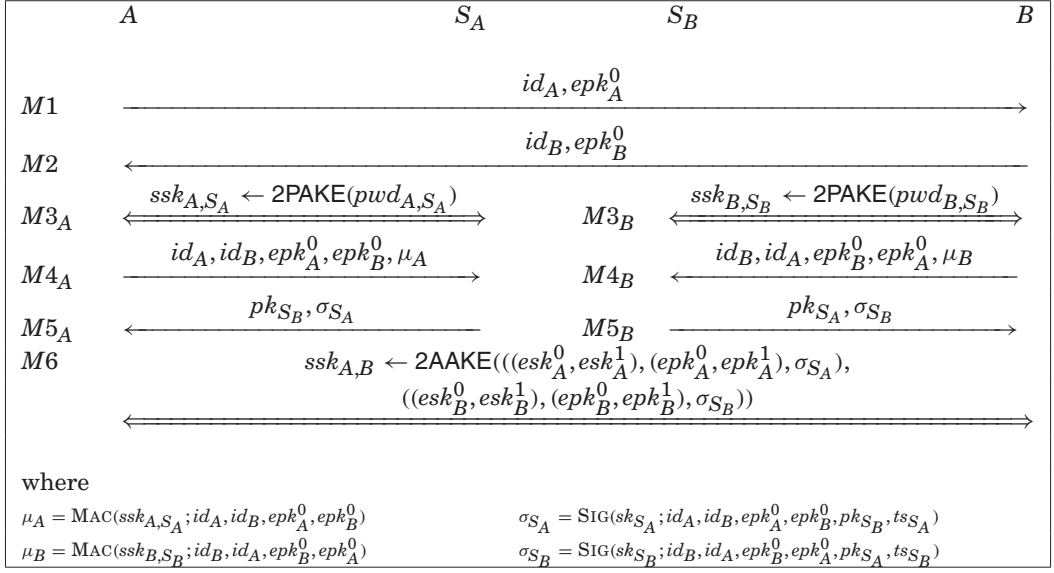 A S_A S_B B
id_A, epk_A^0
M1
id_B, epk_B^0
M2
ssk_{A,S_A} ← 2PAKE(pwd_{A,S_A}) ssk_{B,S_B} ← 2PAKE(pwd_{B,S_B})
M3_A M3_B
id_A, id_B, epk_A^0, epk_B^0, μ_A id_B, id_A, epk_B^0, epk_A^0, μ_B
M4_A M4_B
pk_{S_B}, σ_{S_A} pk_{S_A}, σ_{S_B}
M5_A M5_B
M6 ssk_{A,B} ← 2AAKE(((esk_A^0, esk_A^1), (epk_A^0, epk_A^1), σ_{S_A}),
((esk_B^0, esk_B^1), (epk_B^0, epk_B^1), σ_{S_B}))
where
μ_A = MAC(ssk_{A,S_A}; id_A, id_B, epk_A^0, epk_B^0) σ_{S_A} = SIG(sk_{S_A}; id_A, id_B, epk_A^0, epk_B^0, pk_{S_B}, ts_{S_A})
μ_B = MAC(ssk_{B,S_B}; id_B, id_A, epk_B^0, epk_A^0) σ_{S_B} = SIG(sk_{S_B}; id_B, id_A, epk_B^0, epk_A^0, pk_{S_A}, ts_{S_B})